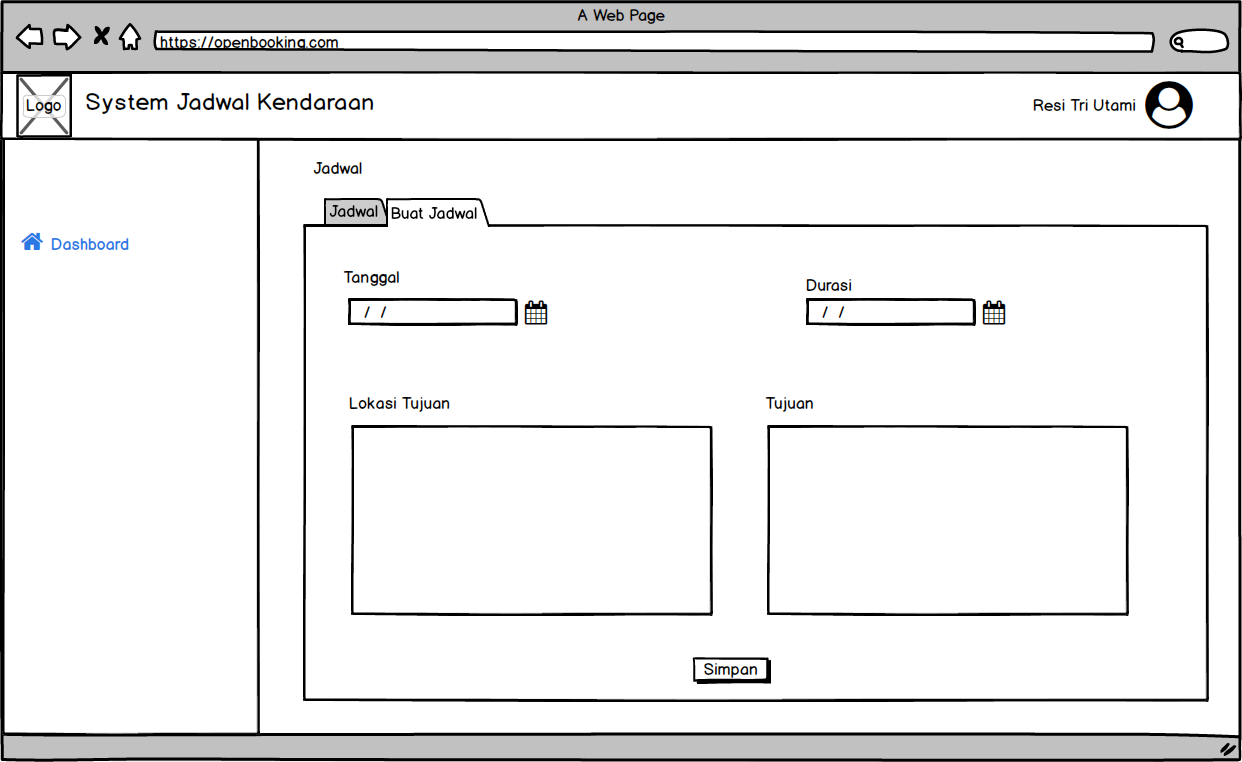 A Web Page
https://openbooking.com
Logo
System Jadwal Kendaraan
Resi Tri Utami
Dashboard
Jadwal
Jadwal
Buat Jadwal
Tanggal
Durasi
/ /
/ /
Lokasi Tujuan
Tujuan
Simpan